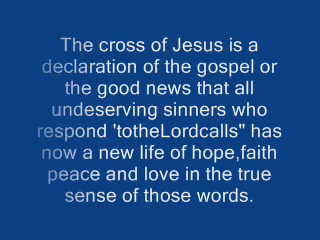 The cross of Jesus is a
declaration of the gospel or
the good news that all
undeserving sinners who
respond 'totheLordcalls" has
now a new life of hope,faith
peace and love in the true
sense of those words.